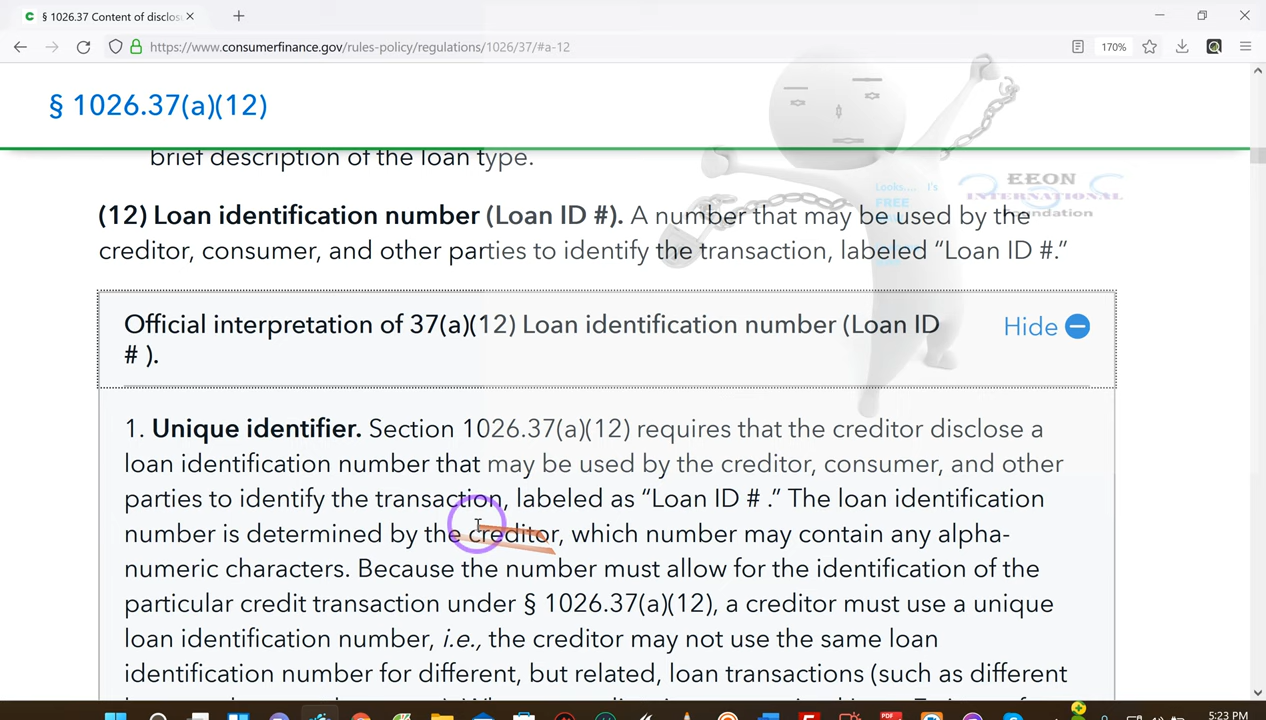 § 1026.37 Content of disclos
https://www.consumerfinance.gov/rules-policy/regulations/1026/37/#a-12
170%
§ 1026.37(a)(12)
brief description of the loan type.
(12) Loan identification number (Loan ID #). A number that may be used by the
creditor, consumer, and other parties to identify the transaction, labeled “Loan ID #.”
Looks.... I's
FREE
EEON
INTERNATIONAL
Foundation
Official interpretation of 37(a)(12) Loan identification number (Loan ID
# ).
Hide
1. Unique identifier. Section 1026.37(a)(12) requires that the creditor disclose a
loan identification number that may be used by the creditor, consumer, and other
parties to identify the transaction, labeled as “Loan ID # .” The loan identification
number is determined by the creditor, which number may contain any alpha-
numeric characters. Because the number must allow for the identification of the
particular credit transaction under § 1026.37(a)(12), a creditor must use a unique
loan identification number, i.e., the creditor may not use the same loan
identification number for different, but related, loan transactions (such as different
5:23 PM